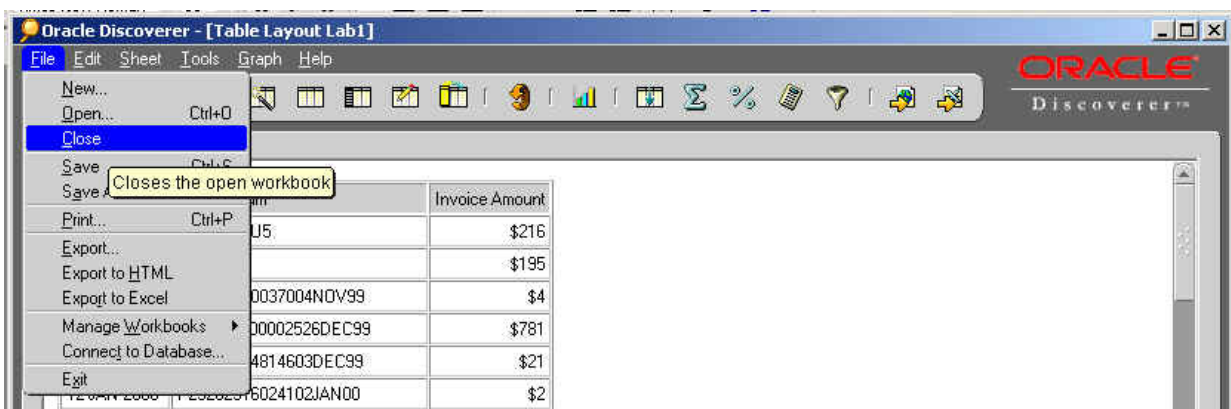 Oracle Discoverer - [Table Layout Lab1]
File Edit Sheet Tools Graph Help
ORACLE
Discoverer
New...
Open... Ctrl+O
Close
Save Ctrl+S
Closes the open workbook
Save
Invoice Amount
Print... Ctrl+P
U5 $216
Export...
$195
Export to HTML
Export to Excel 0037004NOV99 $4
Manage Workbooks 00002526DEC99 $781
Connect to Database...
4814603DEC99 $21
Exit
6024102JAN00 $2